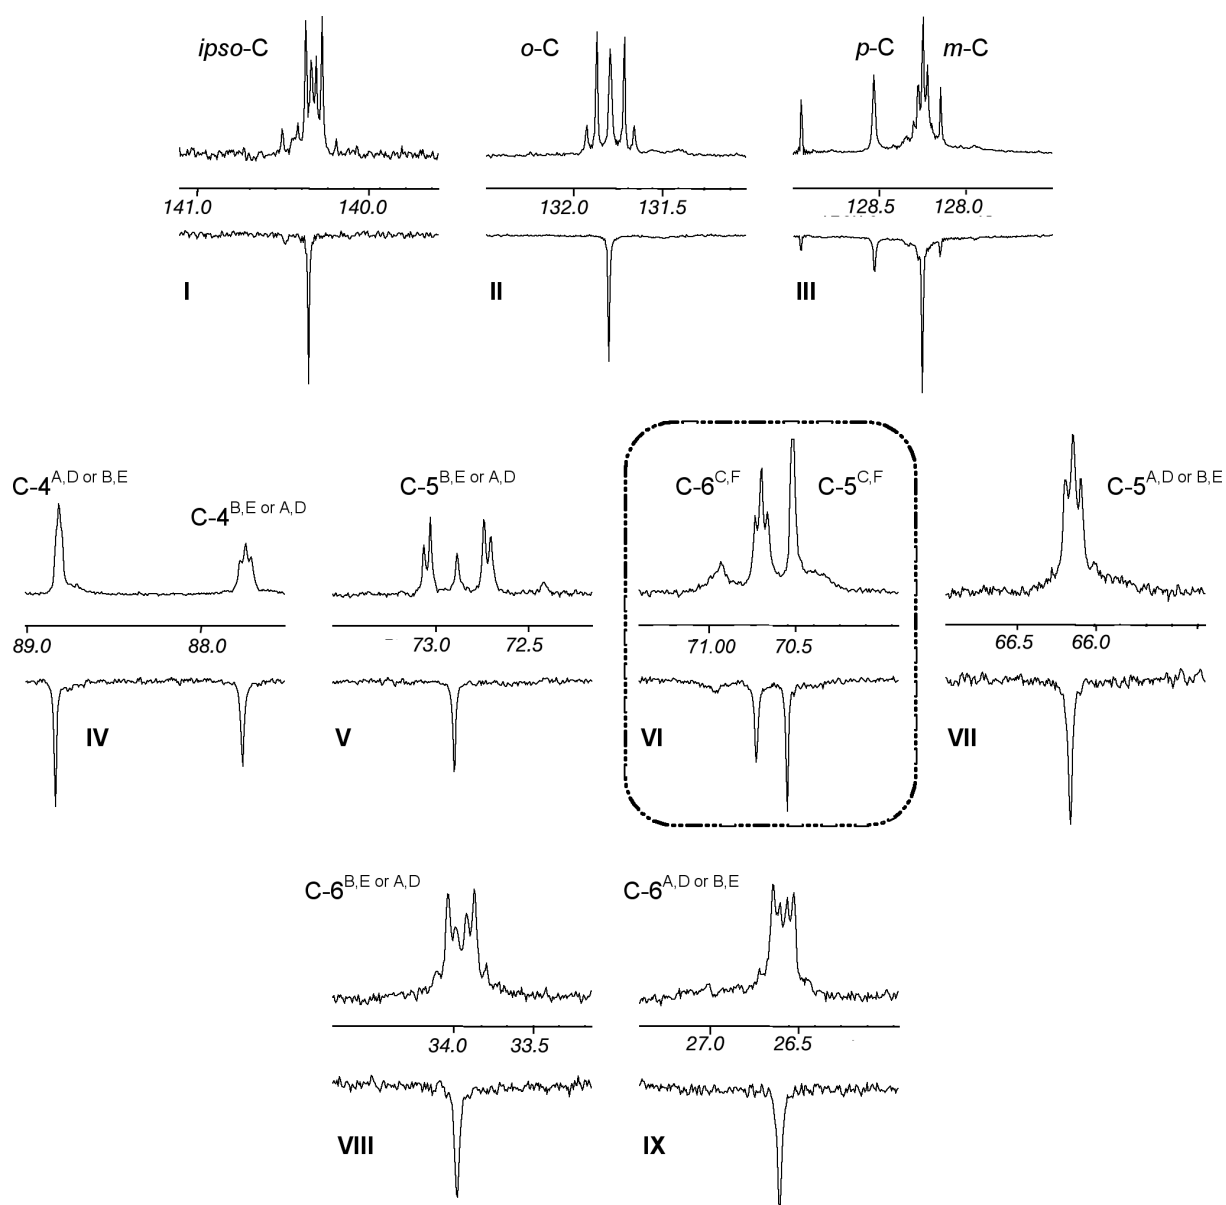 ipso-C
o-C
p-C m-C
141.0 140.0
132.0 131.5
128.5 128.0
I
II
III
C-4A,D or B,E
C-4B,E or A,D
C-5B,E or A,D
C-6C,F
C-5C,F
C-5A,D or B,E
89.0 88.0
73.0 72.5
71.00 70.5
66.5 66.0
IV
V
VI
VII
C-6B,E or A,D
C-6A,D or B,E
34.0 33.5
27.0 26.5
VIII
IX